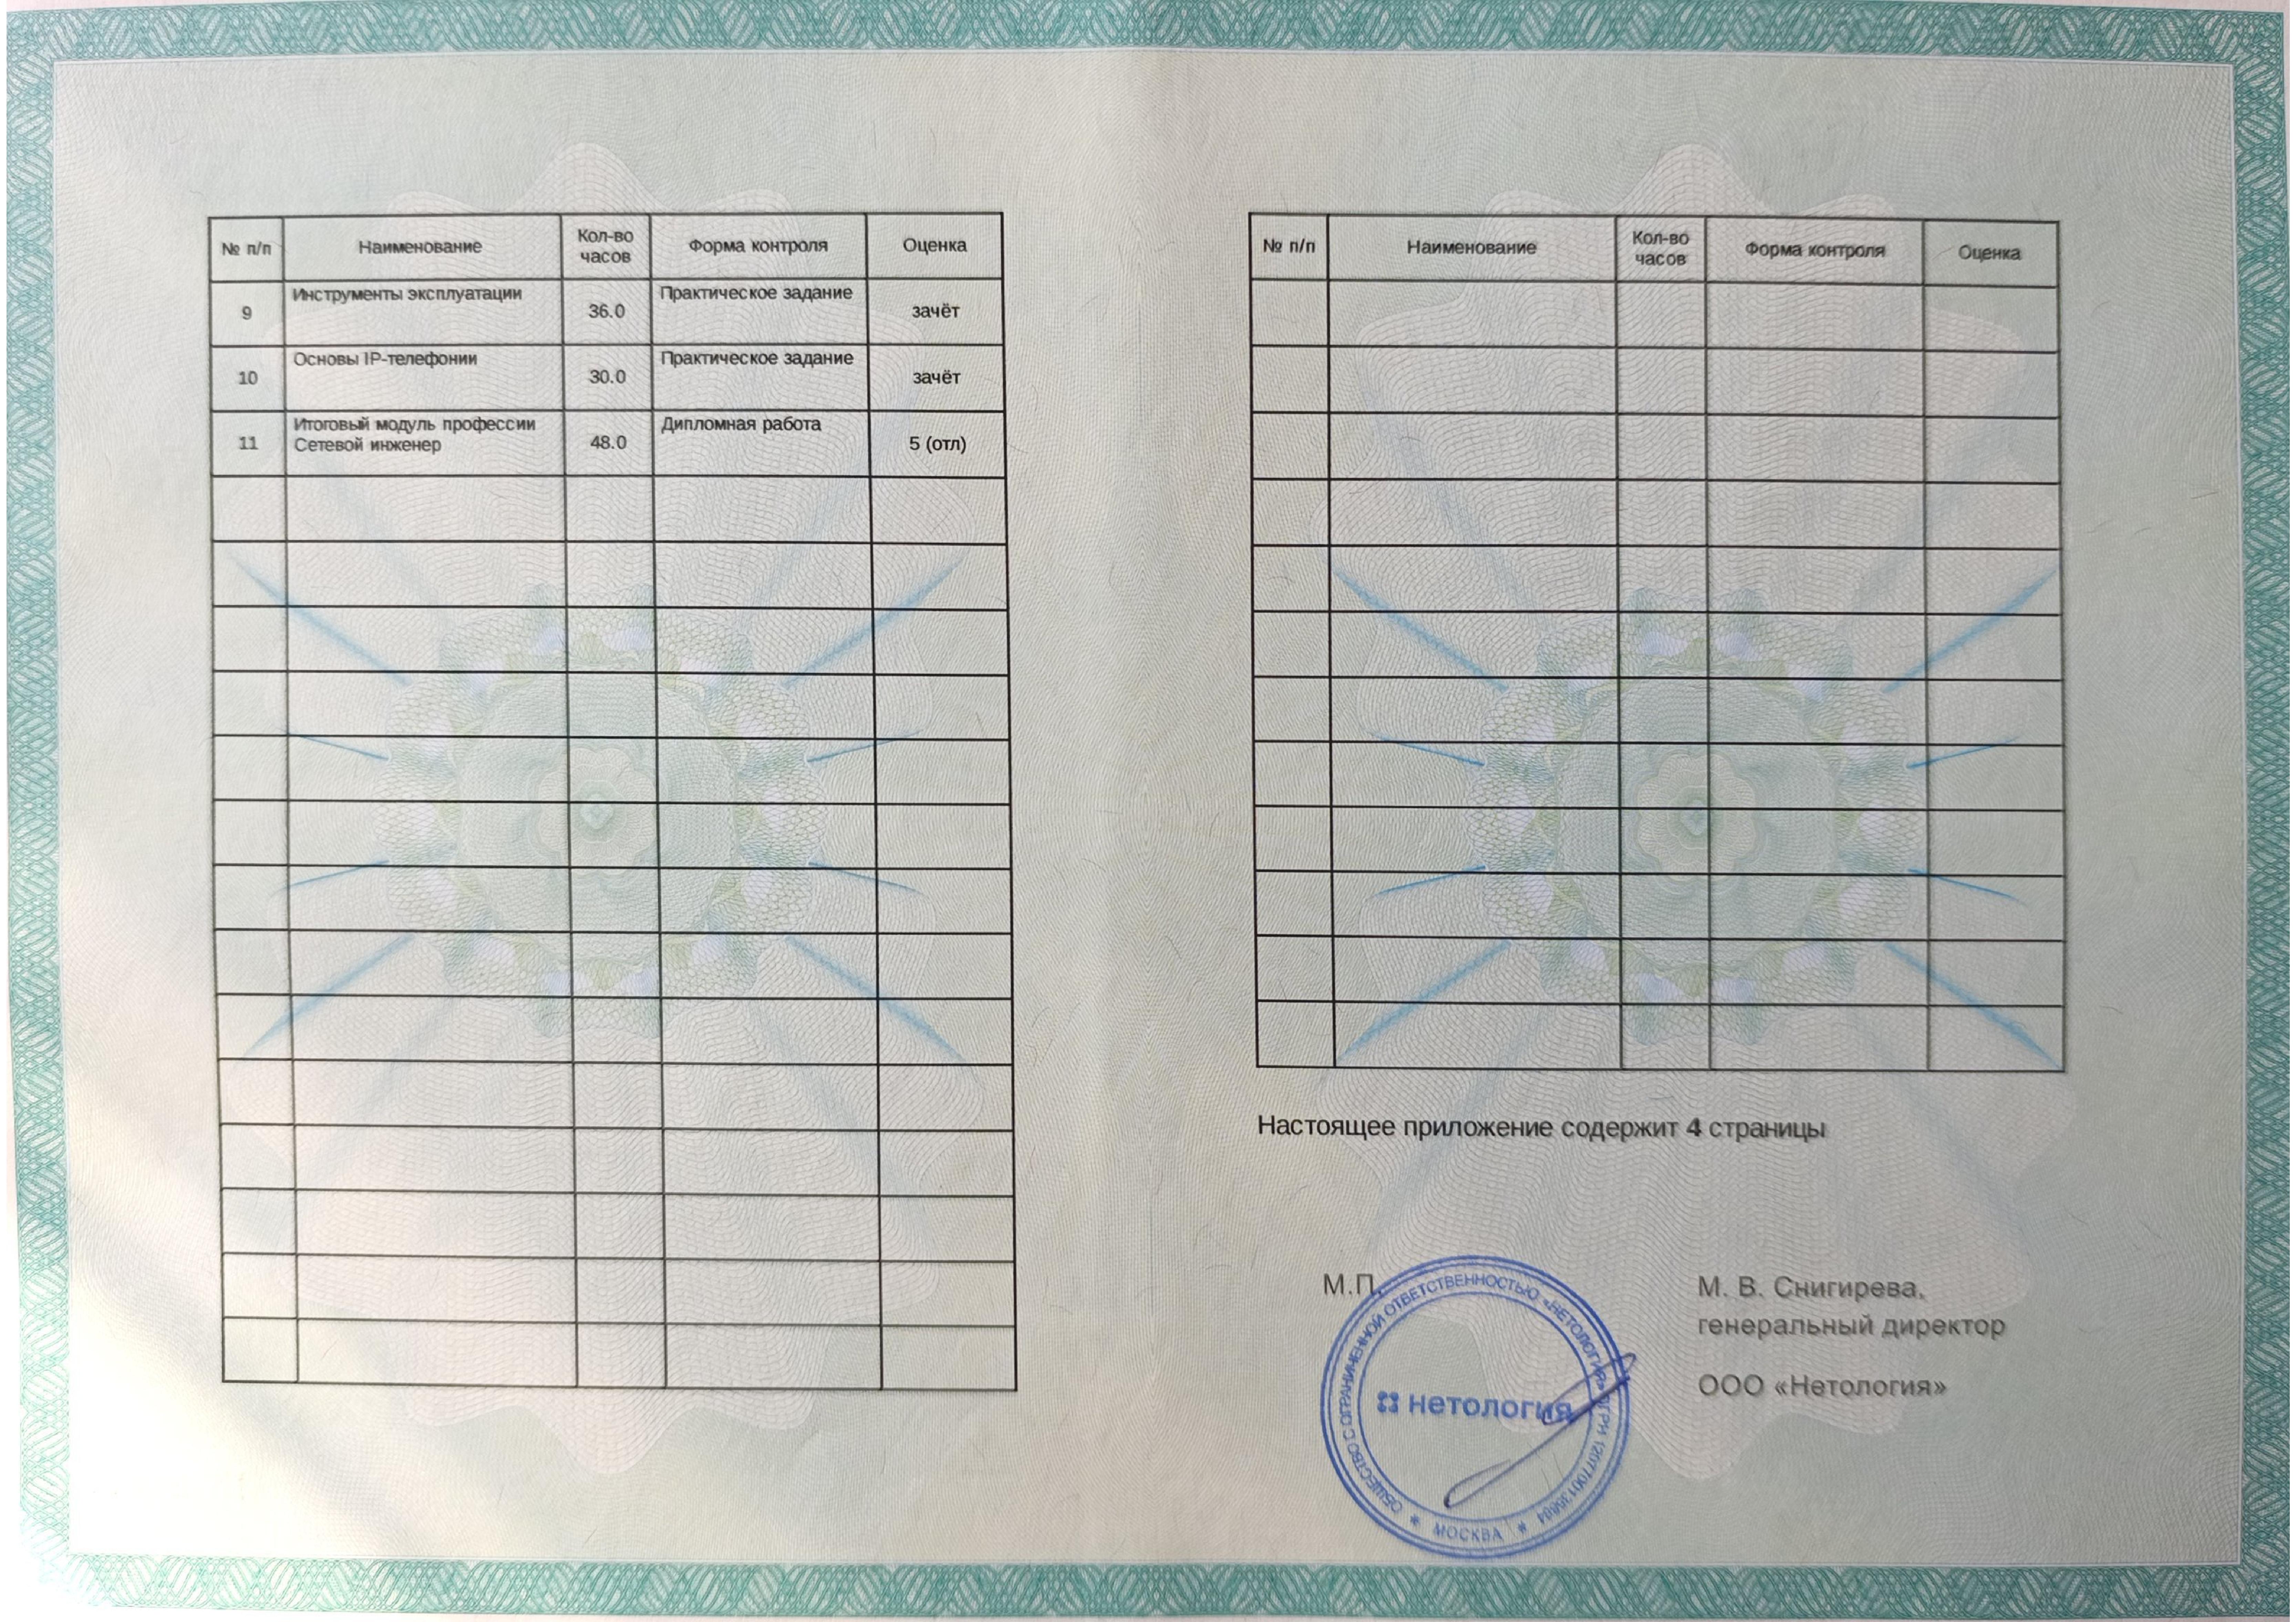 № п/п Наименование Кол-во часов Форма контроля Оценка
9 Инструменты эксплуатации 36.0 Практическое задание зачёт
10 Основы IP-телефонии 30.0 Практическое задание зачёт
11 Итоговый модуль профессии Сетевой инженер 48.0 Дипломная работа 5 (отл)
№ п/п Наименование Кол-во часов Форма контроля Оценка
Настоящее приложение содержит 4 страницы
М.П.
ОБЩЕСТВО С ОГРАНИЧЕННОЙ ОТВЕТСТВЕННОСТЬЮ «НЕТОЛОГИЯ»
МОСКВА
нетология
М. В. Снигирева,
генеральный директор
ООО «Нетология»